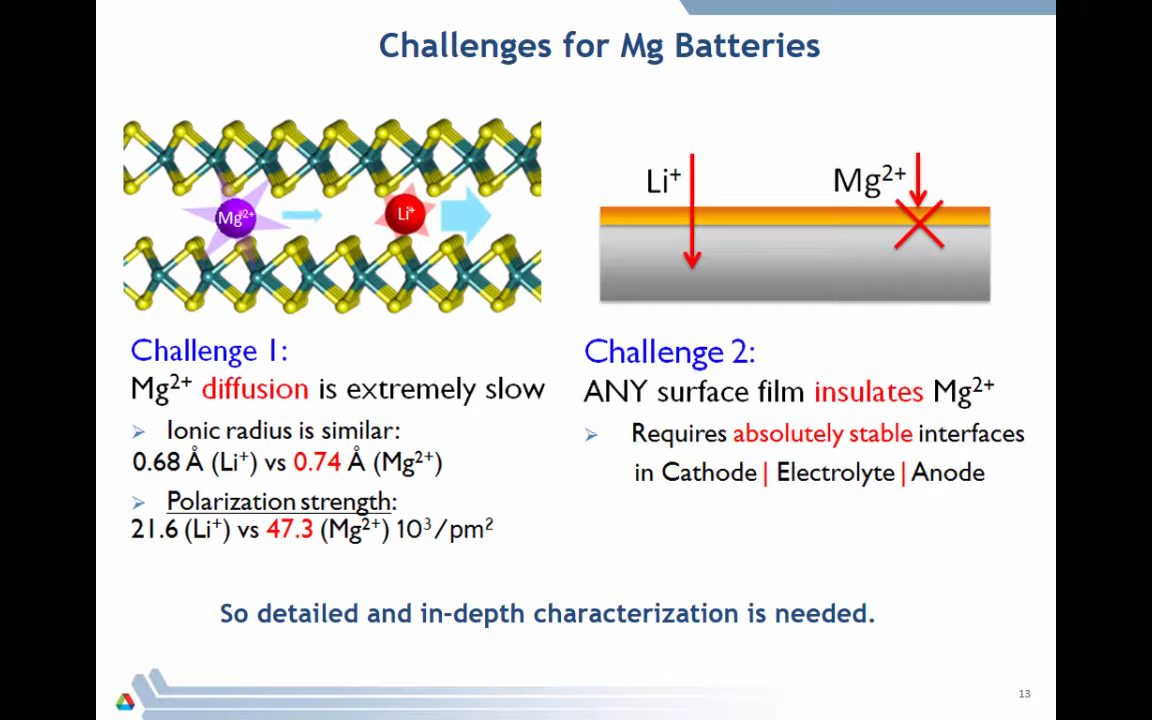 Challenges for Mg Batteries
Mg2+
Li+
Li+
Mg2+
Challenge 1:
Mg2+ diffusion is extremely slow
Ionic radius is similar:
0.68 Å (Li+) vs 0.74 Å (Mg2+)
Polarization strength:
21.6 (Li+) vs 47.3 (Mg2+) 103/pm2
Challenge 2:
ANY surface film insulates Mg2+
Requires absolutely stable interfaces
in Cathode | Electrolyte | Anode
So detailed and in-depth characterization is needed.
13